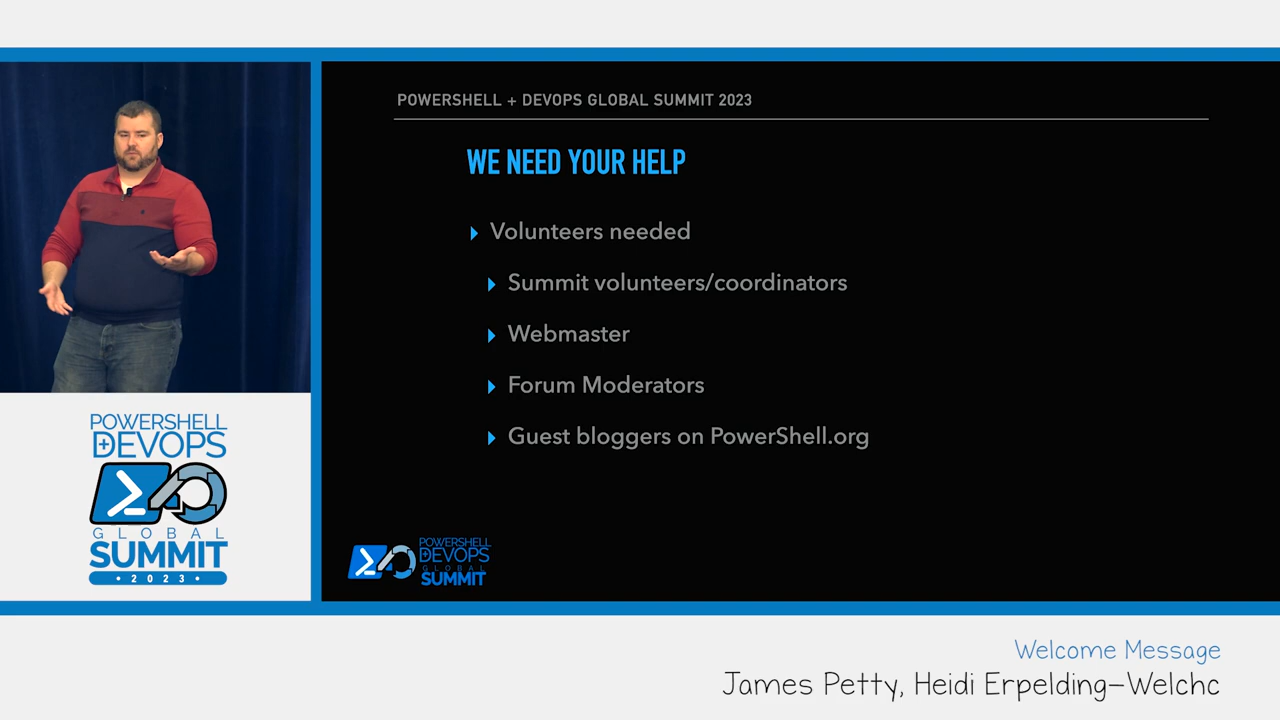 POWERSHELL + DEVOPS GLOBAL SUMMIT 2023
WE NEED YOUR HELP
Volunteers needed
Summit volunteers/coordinators
Webmaster
Forum Moderators
Guest bloggers on PowerShell.org
POWERSHELL
DEVOPS
GLOBAL
SUMMIT
POWERSHELL
+DEVOPS
GLOBAL
SUMMIT
• 2023 •
Welcome Message
James Petty, Heidi Erpelding-Welchc